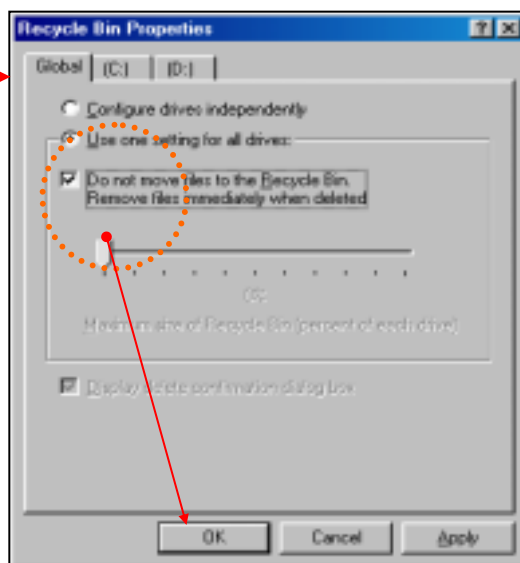 Recycle Bin Properties
Global (C:) (D:)
Configure drives independently
Use one setting for all drives:
Do not move files to the Recycle Bin.
Remove files immediately when deleted
Maximum size of Recycle Bin (percent of each drive)
Display delete confirmation dialog box
OK Cancel Apply